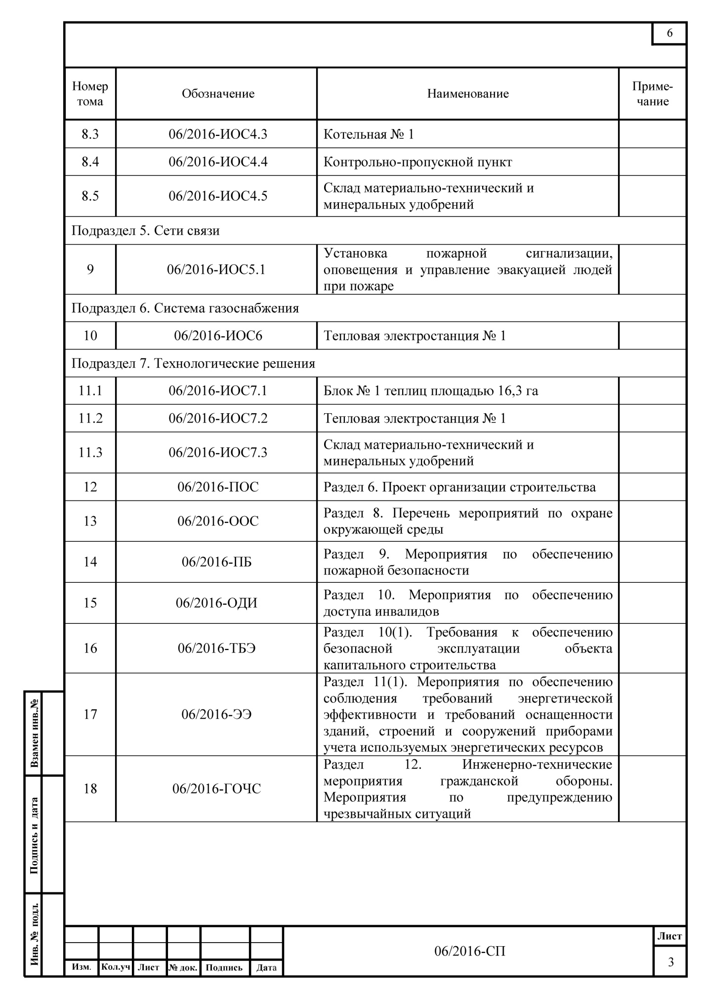 6
Номер
тома
Обозначение
Наименование
Приме-
чание
8.3
06/2016-ИОС4.3
Котельная № 1
8.4
06/2016-ИОС4.4
Контрольно-пропускной пункт
8.5
06/2016-ИОС4.5
Склад материально-технический и
минеральных удобрений
Подраздел 5. Сети связи
9
06/2016-ИОС5.1
Установка пожарной сигнализации,
оповещения и управление эвакуацией людей
при пожаре
Подраздел 6. Система газоснабжения
10
06/2016-ИОС6
Тепловая электростанция № 1
Подраздел 7. Технологические решения
11.1
06/2016-ИОС7.1
Блок № 1 теплиц площадью 16,3 га
11.2
06/2016-ИОС7.2
Тепловая электростанция № 1
11.3
06/2016-ИОС7.3
Склад материально-технический и
минеральных удобрений
12
06/2016-ПОС
Раздел 6. Проект организации строительства
13
06/2016-ООС
Раздел 8. Перечень мероприятий по охране
окружающей среды
14
06/2016-ПБ
Раздел 9. Мероприятия по обеспечению
пожарной безопасности
15
06/2016-ОДИ
Раздел 10. Мероприятия по обеспечению
доступа инвалидов
16
06/2016-ТБЭ
Раздел 10(1). Требования к обеспечению
безопасной эксплуатации объекта
капитального строительства
17
06/2016-ЭЭ
Раздел 11(1). Мероприятия по обеспечению
соблюдения требований энергетической
эффективности и требований оснащенности
зданий, строений и сооружений приборами
учета используемых энергетических ресурсов
18
06/2016-ГОЧС
Раздел 12. Инженерно-технические
мероприятия гражданской обороны.
Мероприятия по предупреждению
чрезвычайных ситуаций
Взамен инв.№
Подпись и дата
Инв. № подл.
Изм.
Кол.уч
Лист
№ док.
Подпись
Дата
06/2016-СП
Лист
3